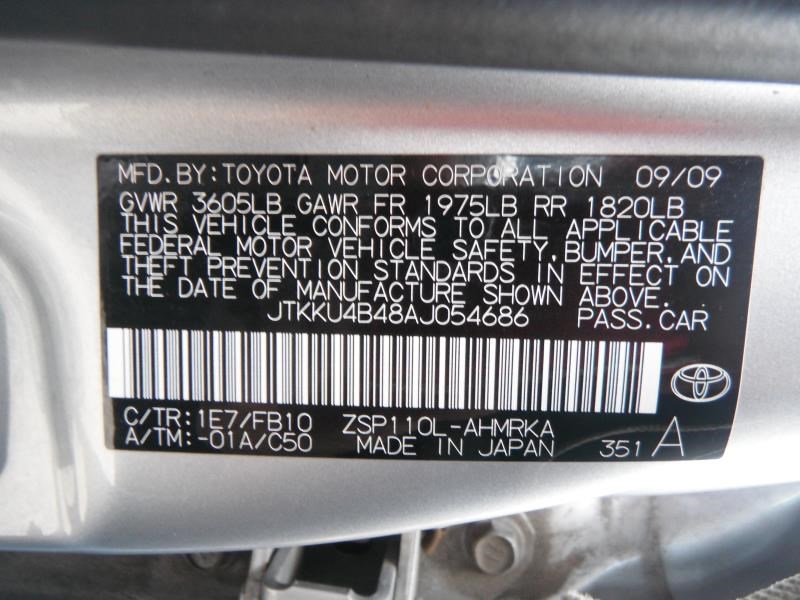 MFD.BY:TOYOTA MOTOR CORPORATION 09/09
GVWR 3605LB GAWR FR 1975LB RR 1820LB
THIS VEHICLE CONFORMS TO ALL APPLICABLE
FEDERAL MOTOR VEHICLE SAFETY,BUMPER,AND
THEFT PREVENTION STANDARDS IN EFFECT ON
THE DATE OF MANUFACTURE SHOWN ABOVE.
JTKKU4B48AJ054686 PASS.CAR
C/TR:1E7/FB10 ZSP110L-AHMRKA
A/TM:-01A/C50 MADE IN JAPAN 351 A